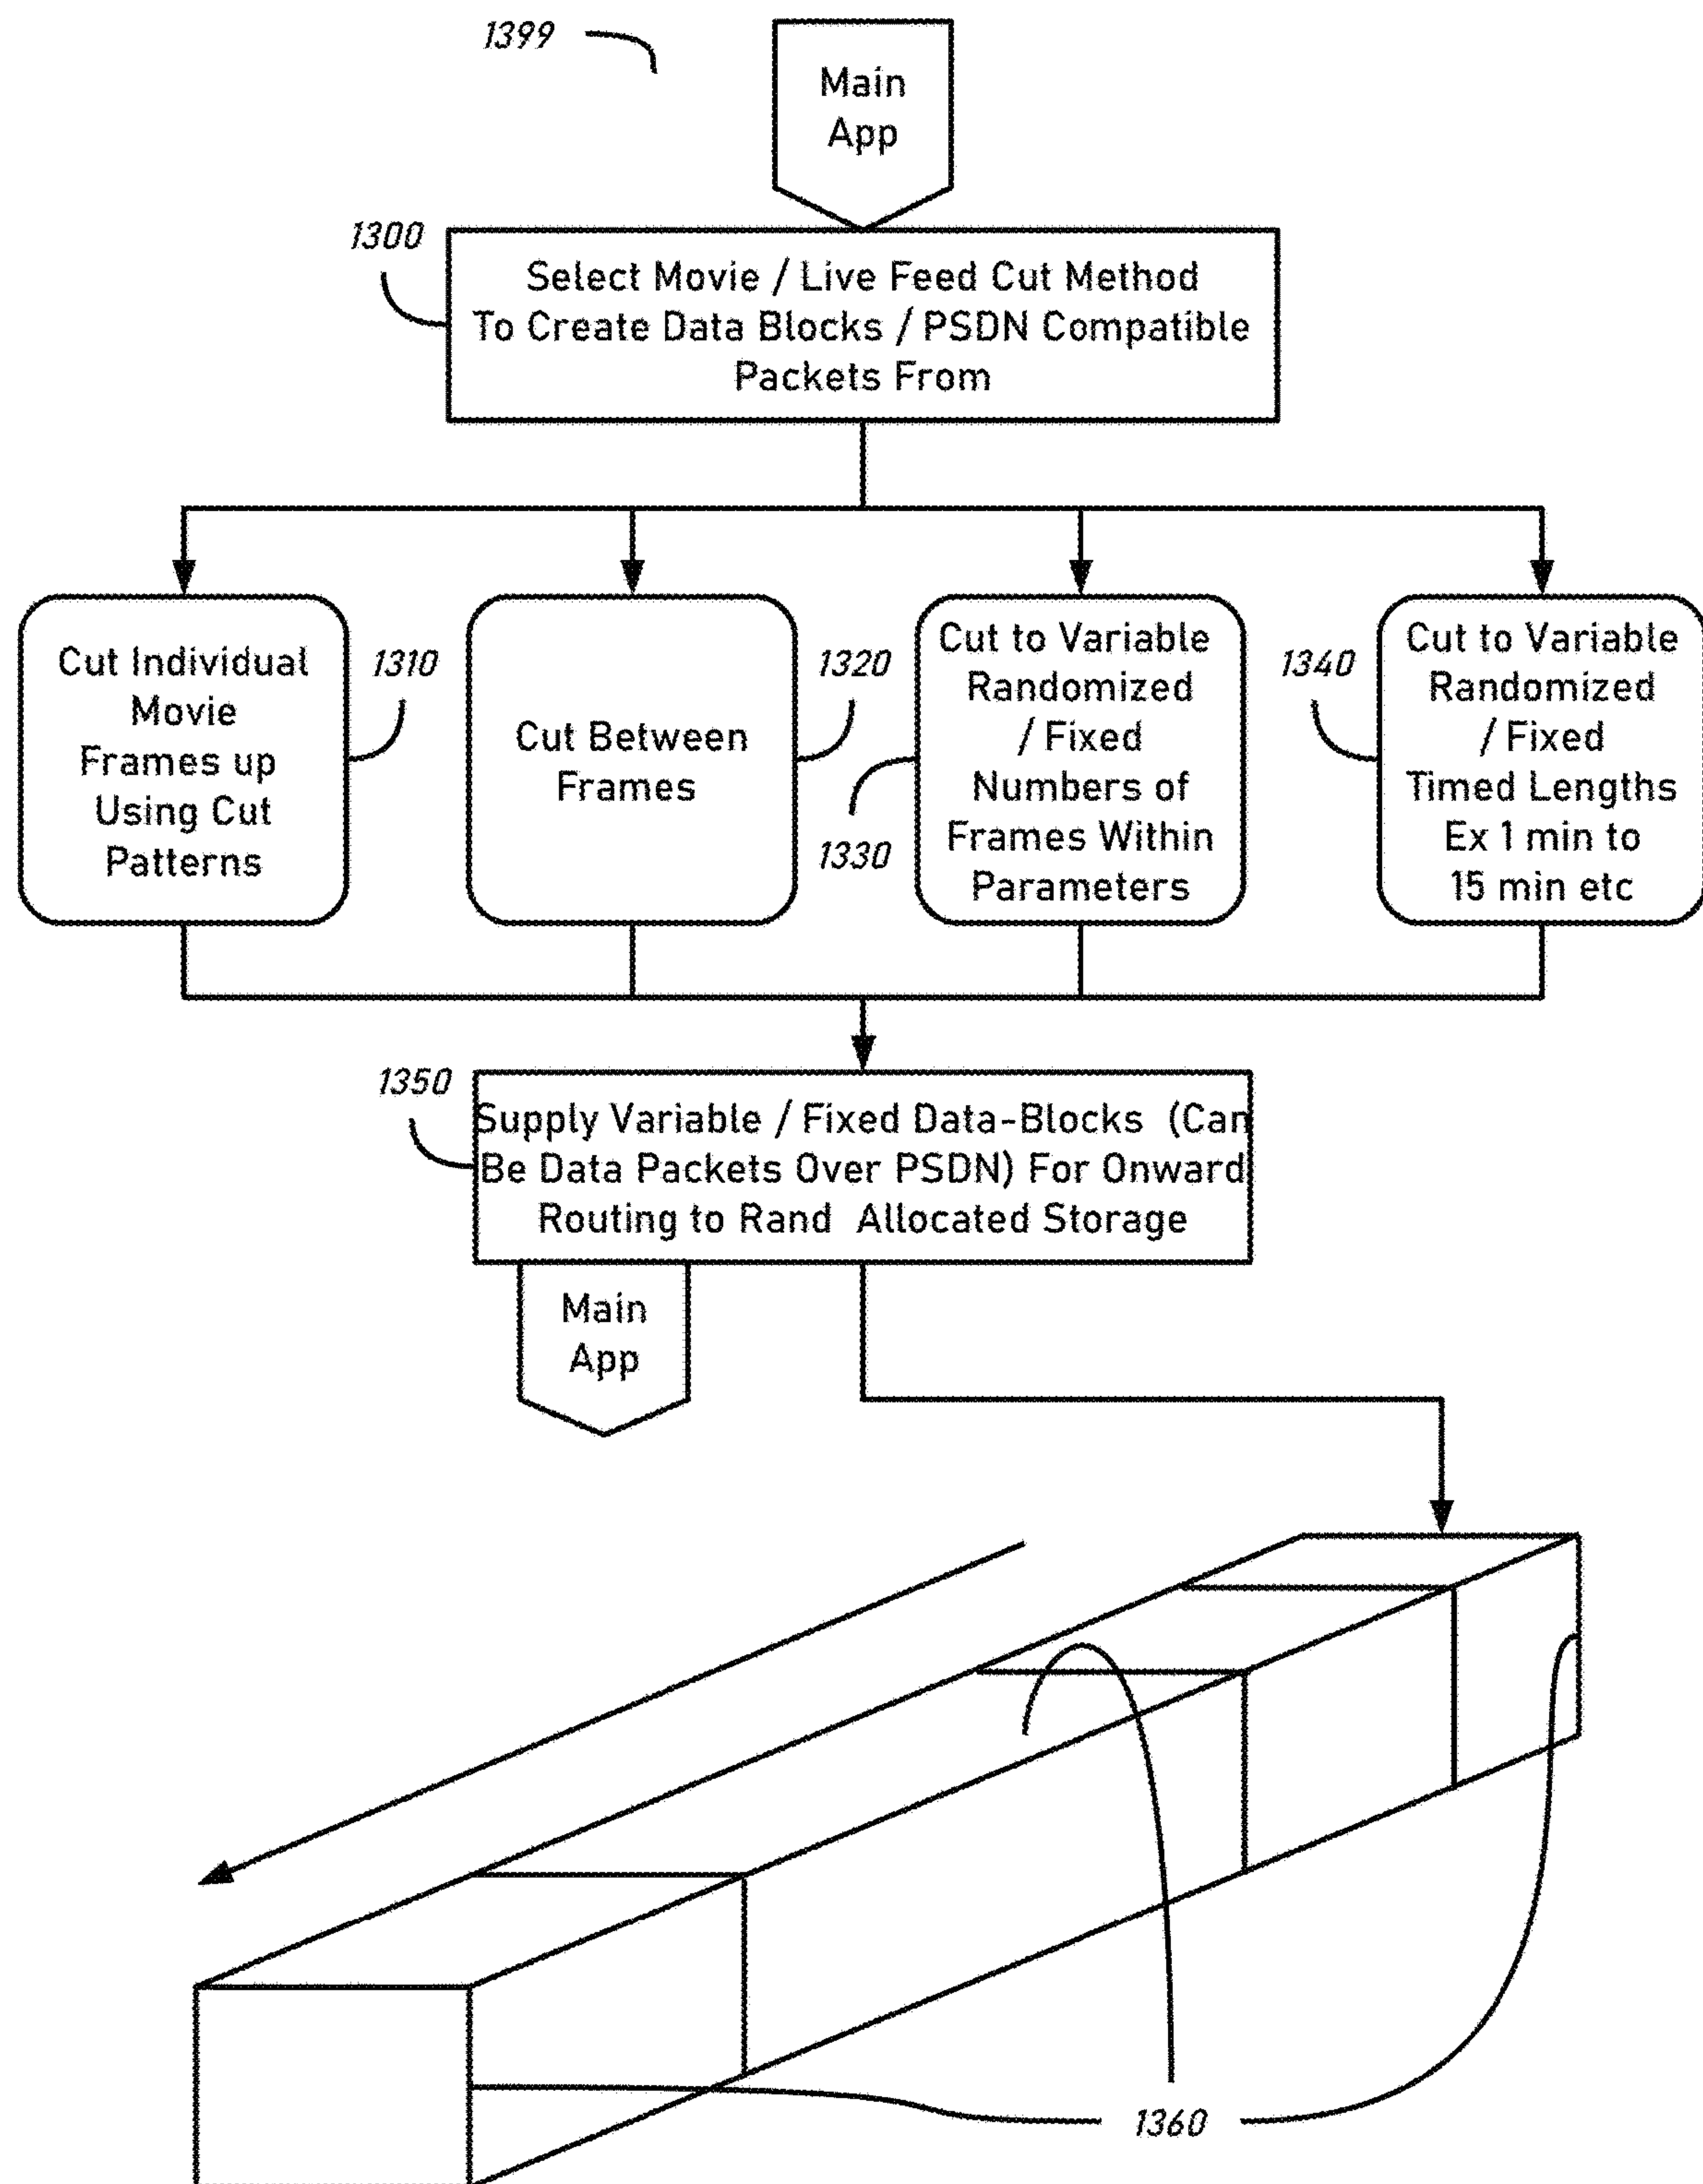 1399
Main
App
1300
Select Movie / Live Feed Cut Method
To Create Data Blocks / PSDN Compatible
Packets From
Cut Individual
Movie
Frames up
Using Cut
Patterns
1310
Cut Between
Frames
1320
1330
Cut to Variable
Randomized
/ Fixed
Numbers of
Frames Within
Parameters
1340
Cut to Variable
Randomized
/ Fixed
Timed Lengths
Ex 1 min to
15 min etc
1350
Supply Variable / Fixed Data-Blocks (Can
Be Data Packets Over PSDN) For Onward
Routing to Rand Allocated Storage
Main
App
1360